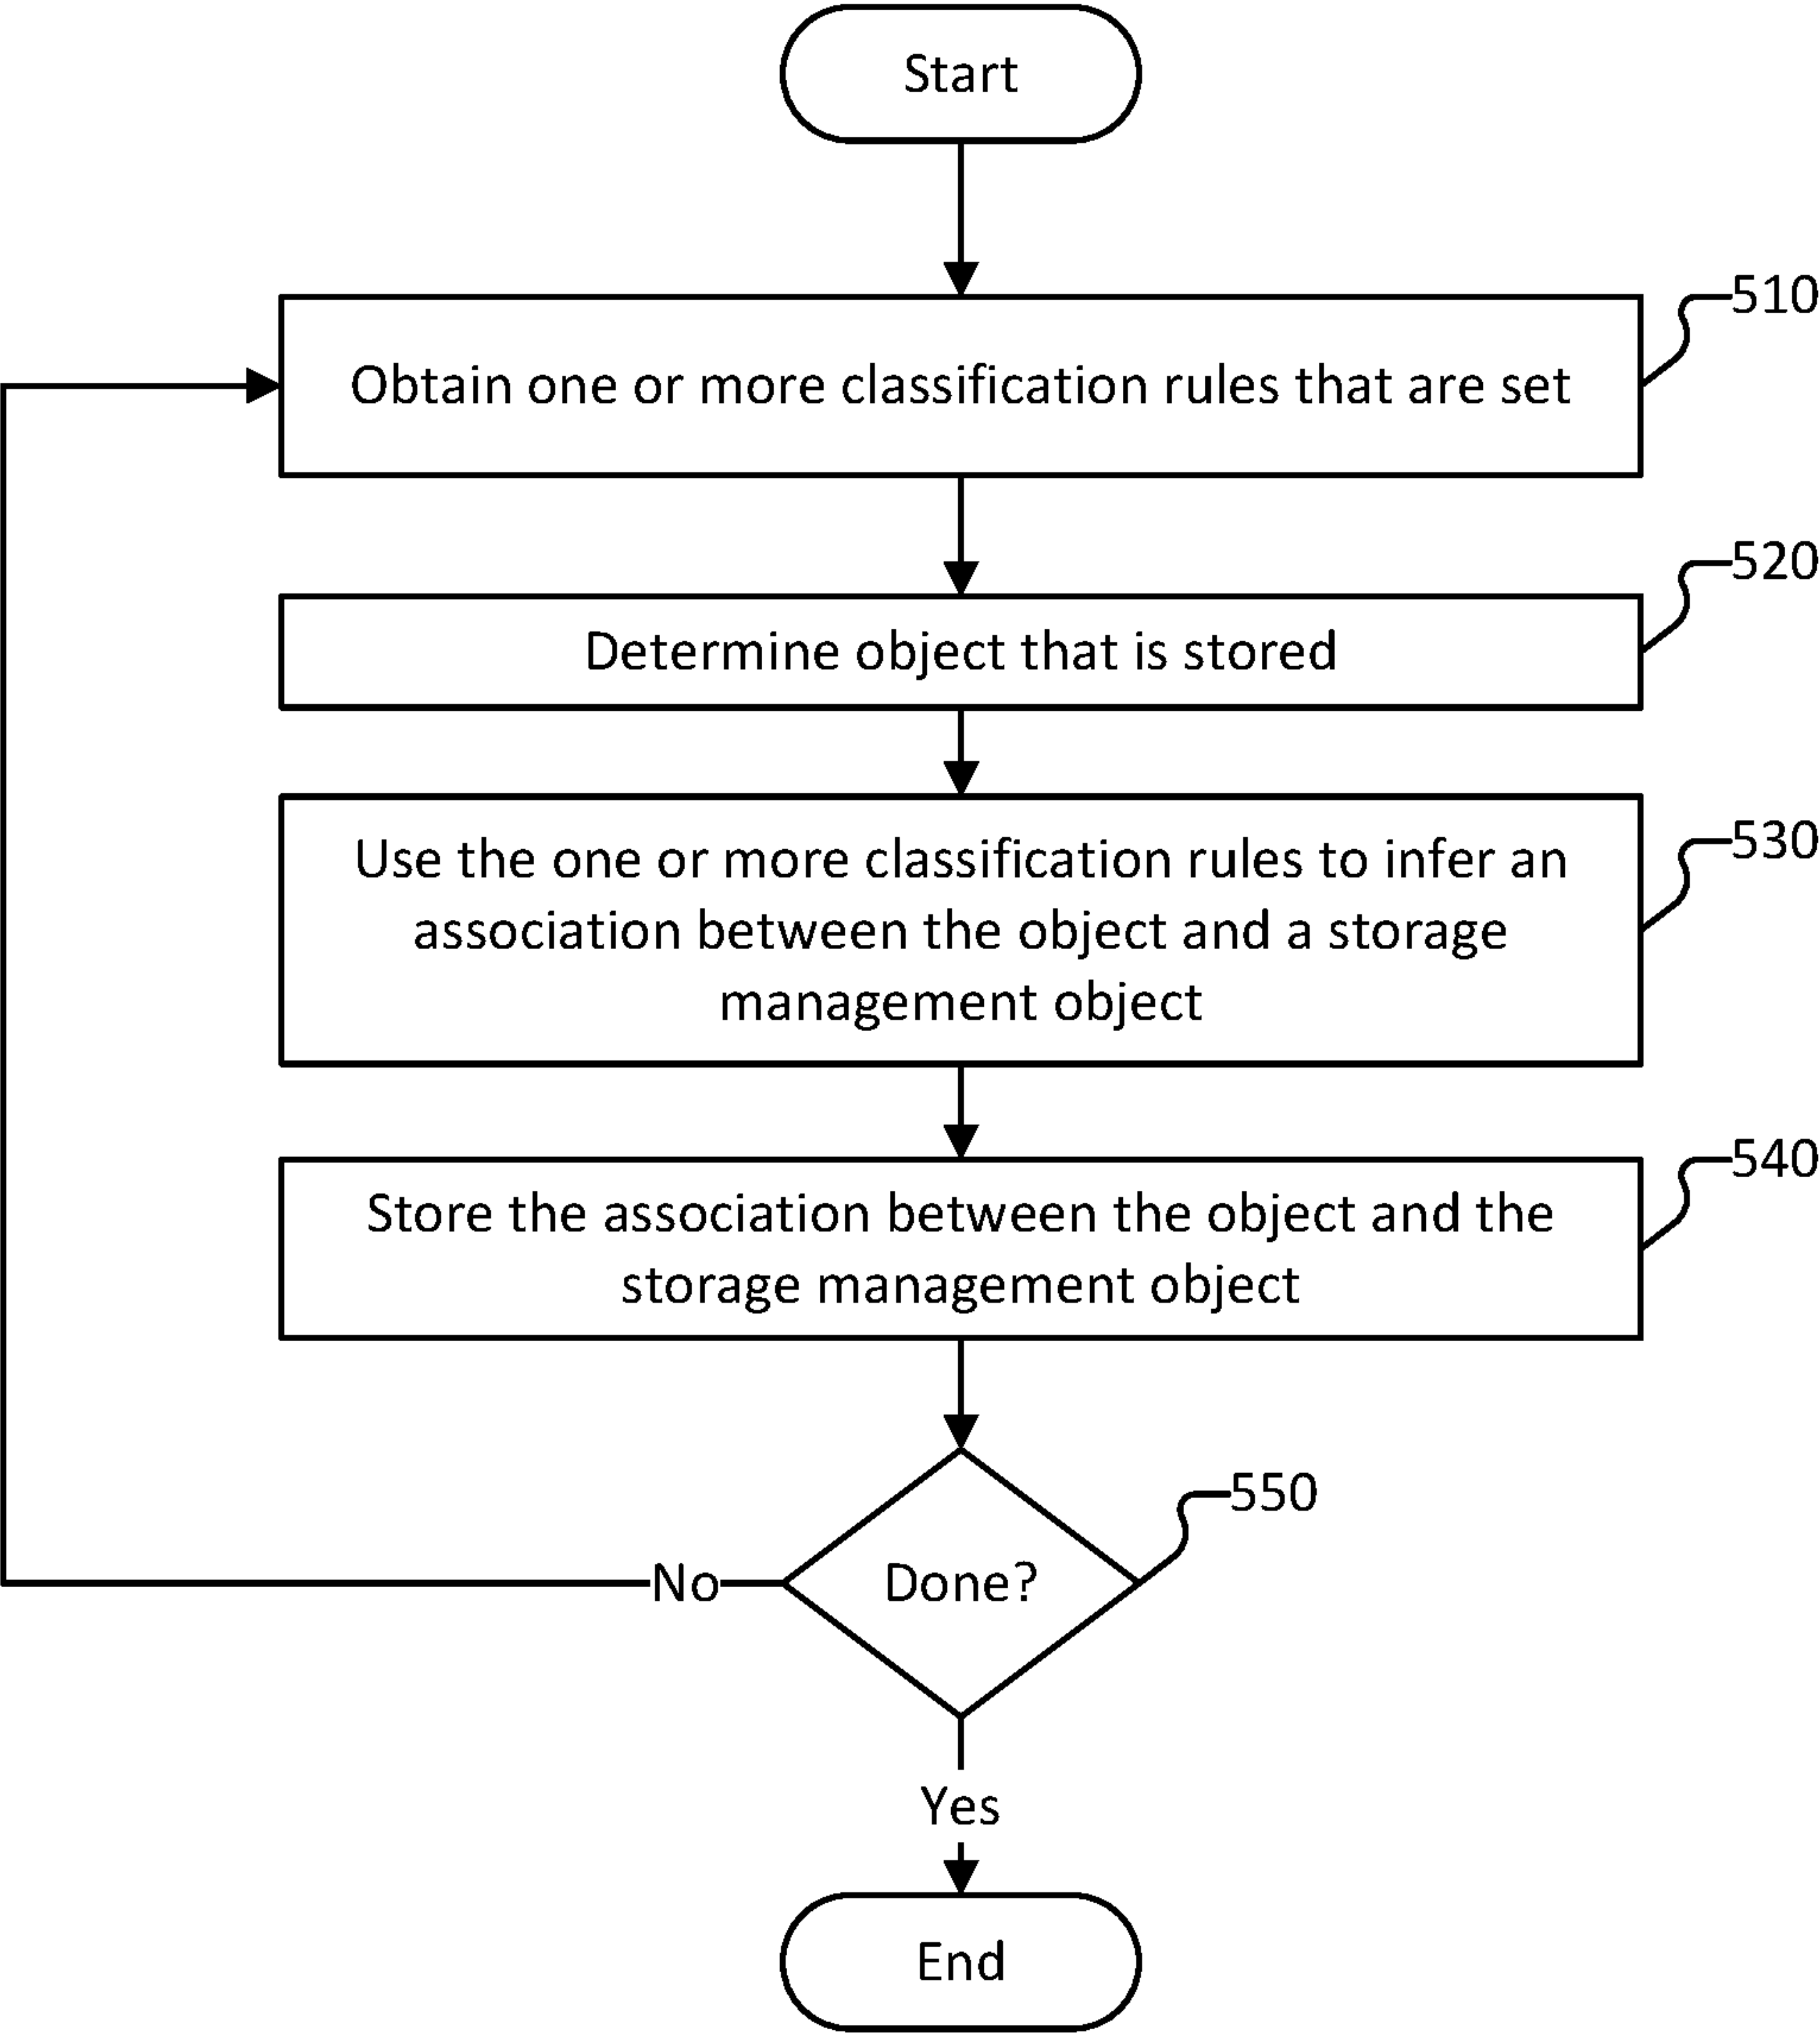 Start
510
Obtain one or more classification rules that are set
520
Determine object that is stored
530
Use the one or more classification rules to infer an
association between the object and a storage
management object
540
Store the association between the object and the
storage management object
550
Done?
No
Yes
End